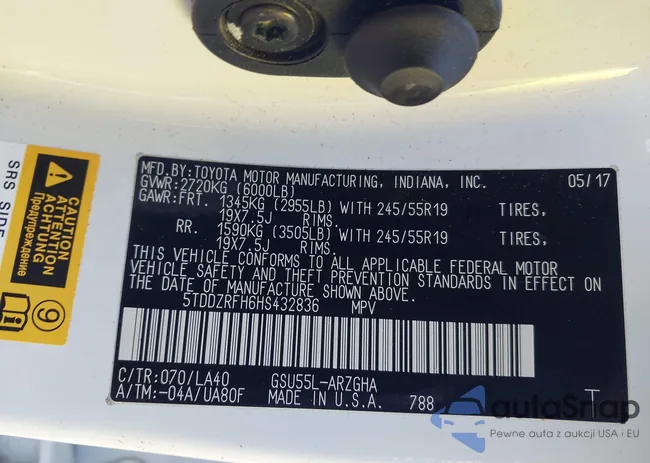 MFD.BY:TOYOTA MOTOR MANUFACTURING, INDIANA, INC. 05/17
GVWR:2720KG (6000LB)
GAWR:FRT. 1345KG (2955LB) WITH 245/55R19 TIRES,
19X7.5J RIMS.
RR. 1590KG (3505LB) WITH 245/55R19 TIRES,
19X7.5J RIMS.
THIS VEHICLE CONFORMS TO ALL APPLICABLE FEDERAL MOTOR
VEHICLE SAFETY AND THEFT PREVENTION STANDARDS IN EFFECT ON
THE DATE OF MANUFACTURE SHOWN ABOVE.
5TDDZRFH6HS432836 MPV
C/TR:070/LA40 GSU55L-ARZGHA
A/TM:-04A/UA80F MADE IN U.S.A. 788 T
SRS SIDE
CAUTION
ATTENTION
ACHTUNG
Предупреждение
9
autoSnap
Pewne auta z aukcji USA i EU